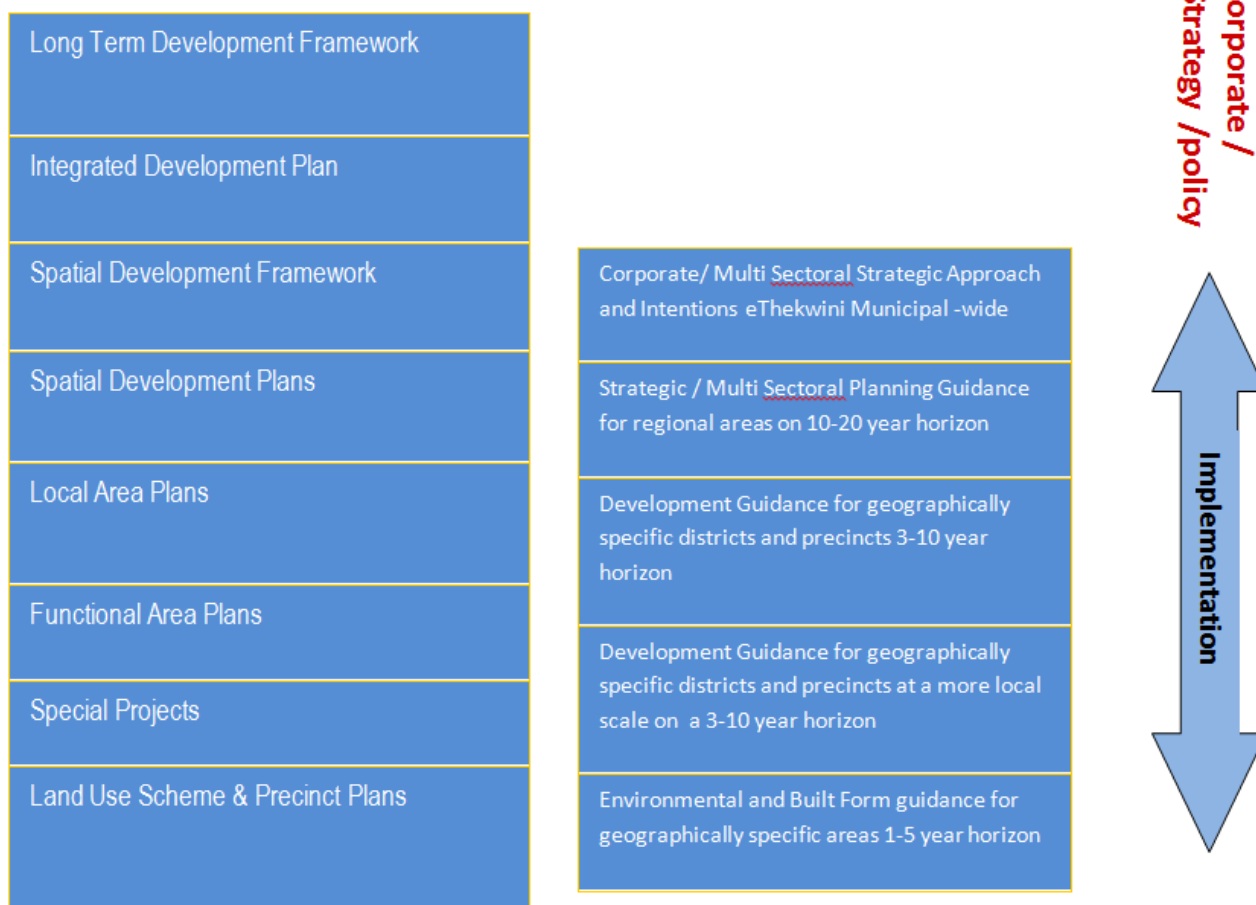 Long Term Development Framework
Integrated Development Plan
Spatial Development Framework
Spatial Development Plans
Local Area Plans
Functional Area Plans
Special Projects
Land Use Scheme & Precinct Plans
Corporate/ Multi Sectoral Strategic Approach
and Intentions eThekwini Municipal -wide
Strategic / Multi Sectoral Planning Guidance
for regional areas on 10-20 year horizon
Development Guidance for geographically
specific districts and precincts 3-10 year
horizon
Development Guidance for geographically
specific districts and precincts at a more local
scale on a 3-10 year horizon
Environmental and Built Form guidance for
geographically specific areas 1-5 year horizon
orporate /
trategy /policy
Implementation